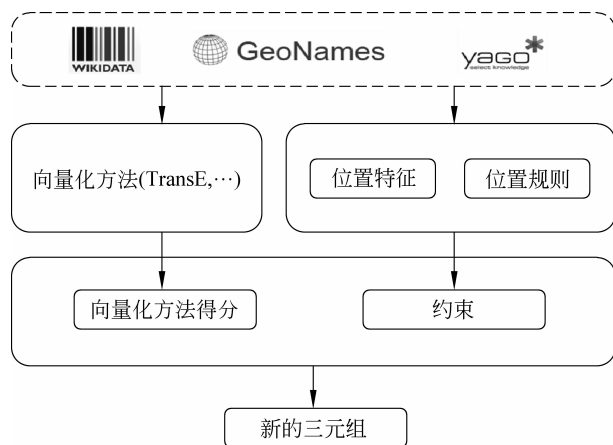 WIKIDATA
GeoNames
yago*
select knowledge
向量化方法(TransE,…)
位置特征
位置规则
向量化方法得分
约束
新的三元组